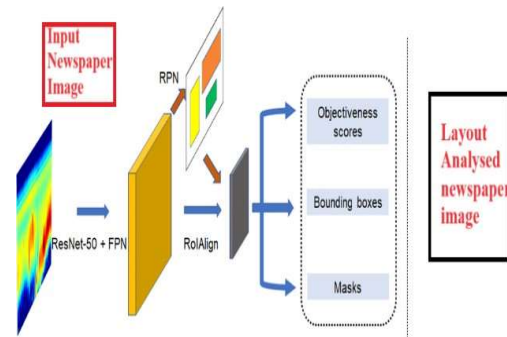 Input
Newspaper
Image
RPN
ResNet-50 + FPN
RoIAlign
Objectiveness
scores
Bounding boxes
Masks
Layout
Analysed
newspaper
image